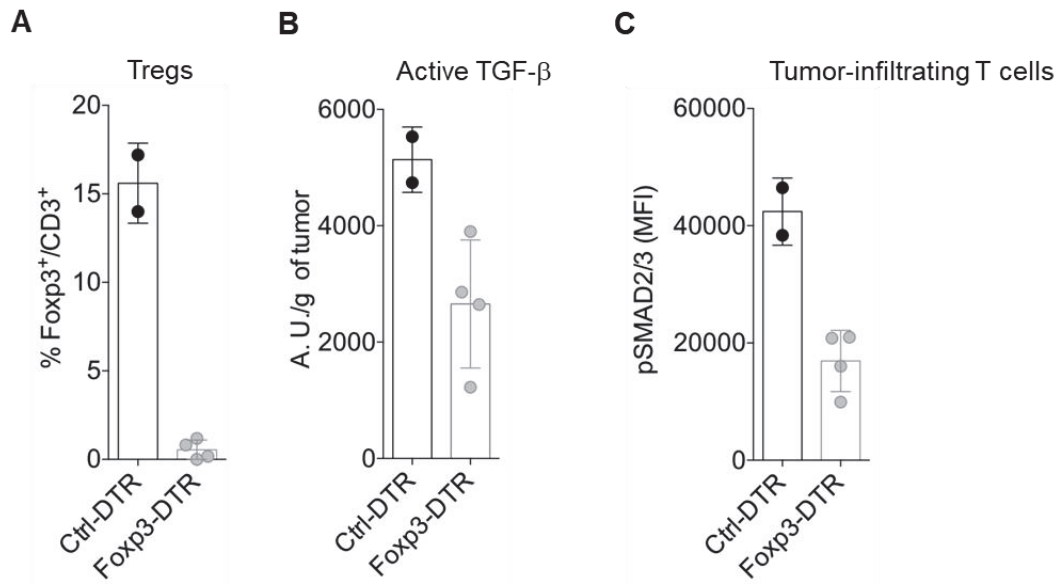 A
Tregs
% Foxp3⁺/CD3⁺
20
15
10
5
0
Ctrl-DTR
Foxp3-DTR
B
Active TGF-β
A. U./g of tumor
6000
4000
2000
0
Ctrl-DTR
Foxp3-DTR
C
Tumor-infiltrating T cells
pSMAD2/3 (MFI)
60000
40000
20000
0
Ctrl-DTR
Foxp3-DTR